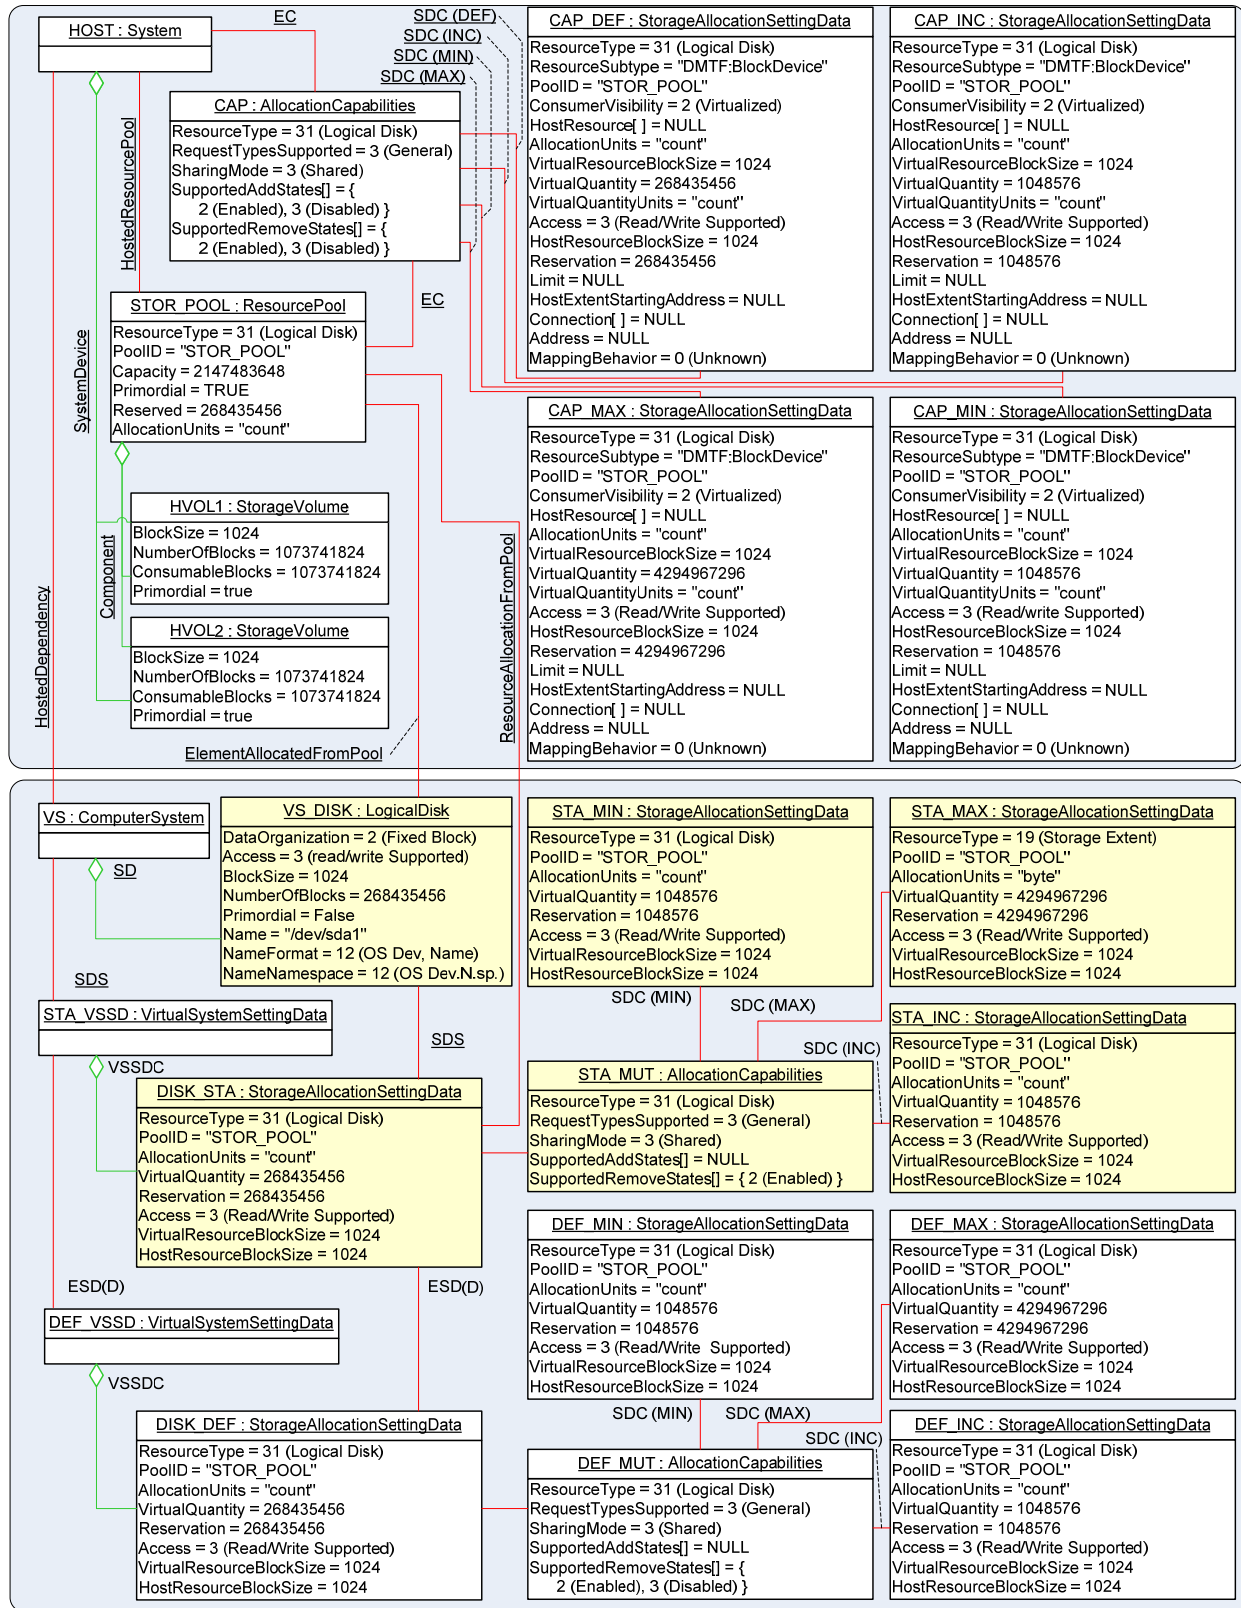 HOST : System
EC
SDC (DEF)
SDC (INC)
SDC (MIN)
SDC (MAX)
HostedResourcePool
SystemDevice
HostedDependency
Component
ResourceAllocationFromPool
ElementAllocatedFromPool
EC
CAP : AllocationCapabilities
ResourceType = 31 (Logical Disk)
RequestTypesSupported = 3 (General)
SharingMode = 3 (Shared)
SupportedAddStates[] = {
2 (Enabled), 3 (Disabled) }
SupportedRemoveStates[] = {
2 (Enabled), 3 (Disabled) }
STOR_POOL : ResourcePool
ResourceType = 31 (Logical Disk)
PoolID = "STOR_POOL"
Capacity = 2147483648
Primordial = TRUE
Reserved = 268435456
AllocationUnits = "count"
HVOL1 : StorageVolume
BlockSize = 1024
NumberOfBlocks = 1073741824
ConsumableBlocks = 1073741824
Primordial = true
HVOL2 : StorageVolume
BlockSize = 1024
NumberOfBlocks = 1073741824
ConsumableBlocks = 1073741824
Primordial = true
CAP_DEF : StorageAllocationSettingData
ResourceType = 31 (Logical Disk)
ResourceSubtype = "DMTF:BlockDevice"
PoolID = "STOR_POOL"
ConsumerVisibility = 2 (Virtualized)
HostResource[ ] = NULL
AllocationUnits = "count"
VirtualResourceBlockSize = 1024
VirtualQuantity = 268435456
VirtualQuantityUnits = "count"
Access = 3 (Read/Write Supported)
HostResourceBlockSize = 1024
Reservation = 268435456
Limit = NULL
HostExtentStartingAddress = NULL
Connection[ ] = NULL
Address = NULL
MappingBehavior = 0 (Unknown)
CAP_INC : StorageAllocationSettingData
ResourceType = 31 (Logical Disk)
ResourceSubtype = "DMTF:BlockDevice"
PoolID = "STOR_POOL"
ConsumerVisibility = 2 (Virtualized)
HostResource[ ] = NULL
AllocationUnits = "count"
VirtualResourceBlockSize = 1024
VirtualQuantity = 1048576
VirtualQuantityUnits = "count"
Access = 3 (Read/Write Supported)
HostResourceBlockSize = 1024
Reservation = 1048576
Limit = NULL
HostExtentStartingAddress = NULL
Connection[ ] = NULL
Address = NULL
MappingBehavior = 0 (Unknown)
CAP_MAX : StorageAllocationSettingData
ResourceType = 31 (Logical Disk)
ResourceSubtype = "DMTF:BlockDevice"
PoolID = "STOR_POOL"
ConsumerVisibility = 2 (Virtualized)
HostResource[ ] = NULL
AllocationUnits = "count"
VirtualResourceBlockSize = 1024
VirtualQuantity = 4294967296
VirtualQuantityUnits = "count"
Access = 3 (Read/Write Supported)
HostResourceBlockSize = 1024
Reservation = 4294967296
Limit = NULL
HostExtentStartingAddress = NULL
Connection[ ] = NULL
Address = NULL
MappingBehavior = 0 (Unknown)
CAP_MIN : StorageAllocationSettingData
ResourceType = 31 (Logical Disk)
ResourceSubtype = "DMTF:BlockDevice"
PoolID = "STOR_POOL"
ConsumerVisibility = 2 (Virtualized)
HostResource[ ] = NULL
AllocationUnits = "count"
VirtualResourceBlockSize = 1024
VirtualQuantity = 1048576
VirtualQuantityUnits = "count"
Access = 3 (Read/write Supported)
HostResourceBlockSize = 1024
Reservation = 1048576
Limit = NULL
HostExtentStartingAddress = NULL
Connection[ ] = NULL
Address = NULL
MappingBehavior = 0 (Unknown)
VS : ComputerSystem
SD
SDS
VS_DISK : LogicalDisk
DataOrganization = 2 (Fixed Block)
Access = 3 (read/write Supported)
BlockSize = 1024
NumberOfBlocks = 268435456
Primordial = False
Name = "/dev/sda1"
NameFormat = 12 (OS Dev, Name)
NameNamespace = 12 (OS Dev.N.sp.)
SDS
STA_MIN : StorageAllocationSettingData
ResourceType = 31 (Logical Disk)
PoolID = "STOR_POOL"
AllocationUnits = "count"
VirtualQuantity = 1048576
Reservation = 1048576
Access = 3 (Read/Write Supported)
VirtualResourceBlockSize = 1024
HostResourceBlockSize = 1024
SDC (MIN)
SDC (MAX)
STA_MAX : StorageAllocationSettingData
ResourceType = 19 (Storage Extent)
PoolID = "STOR_POOL"
AllocationUnits = "byte"
VirtualQuantity = 4294967296
Reservation = 4294967296
Access = 3 (Read/Write Supported)
VirtualResourceBlockSize = 1024
HostResourceBlockSize = 1024
STA_VSSD : VirtualSystemSettingData
VSSDC
DISK_STA : StorageAllocationSettingData
ResourceType = 31 (Logical Disk)
PoolID = "STOR_POOL"
AllocationUnits = "count"
VirtualQuantity = 268435456
Reservation = 268435456
Access = 3 (Read/Write Supported)
VirtualResourceBlockSize = 1024
HostResourceBlockSize = 1024
SDC (INC)
STA_MUT : AllocationCapabilities
ResourceType = 31 (Logical Disk)
RequestTypesSupported = 3 (General)
SharingMode = 3 (Shared)
SupportedAddStates[] = NULL
SupportedRemoveStates[] = { 2 (Enabled) }
STA_INC : StorageAllocationSettingData
ResourceType = 31 (Logical Disk)
PoolID = "STOR_POOL"
AllocationUnits = "count"
VirtualQuantity = 1048576
Reservation = 1048576
Access = 3 (Read/Write Supported)
VirtualResourceBlockSize = 1024
HostResourceBlockSize = 1024
ESD(D)
ESD(D)
DEF_VSSD : VirtualSystemSettingData
VSSDC
DISK_DEF : StorageAllocationSettingData
ResourceType = 31 (Logical Disk)
PoolID = "STOR_POOL"
AllocationUnits = "count"
VirtualQuantity = 268435456
Reservation = 268435456
Access = 3 (Read/Write Supported)
VirtualResourceBlockSize = 1024
HostResourceBlockSize = 1024
DEF_MIN : StorageAllocationSettingData
ResourceType = 31 (Logical Disk)
PoolID = "STOR_POOL"
AllocationUnits = "count"
VirtualQuantity = 1048576
Reservation = 1048576
Access = 3 (Read/Write Supported)
VirtualResourceBlockSize = 1024
HostResourceBlockSize = 1024
SDC (MIN)
SDC (MAX)
SDC (INC)
DEF_MAX : StorageAllocationSettingData
ResourceType = 31 (Logical Disk)
PoolID = "STOR_POOL"
AllocationUnits = "count"
VirtualQuantity = 4294967296
Reservation = 4294967296
Access = 3 (Read/Write Supported)
VirtualResourceBlockSize = 1024
HostResourceBlockSize = 1024
DEF_MUT : AllocationCapabilities
ResourceType = 31 (Logical Disk)
RequestTypesSupported = 3 (General)
SharingMode = 3 (Shared)
SupportedAddStates[] = NULL
SupportedRemoveStates[] = {
2 (Enabled), 3 (Disabled) }
DEF_INC : StorageAllocationSettingData
ResourceType = 31 (Logical Disk)
PoolID = "STOR_POOL"
AllocationUnits = "count"
VirtualQuantity = 1048576
Reservation = 1048576
Access = 3 (Read/Write Supported)
VirtualResourceBlockSize = 1024
HostResourceBlockSize = 1024